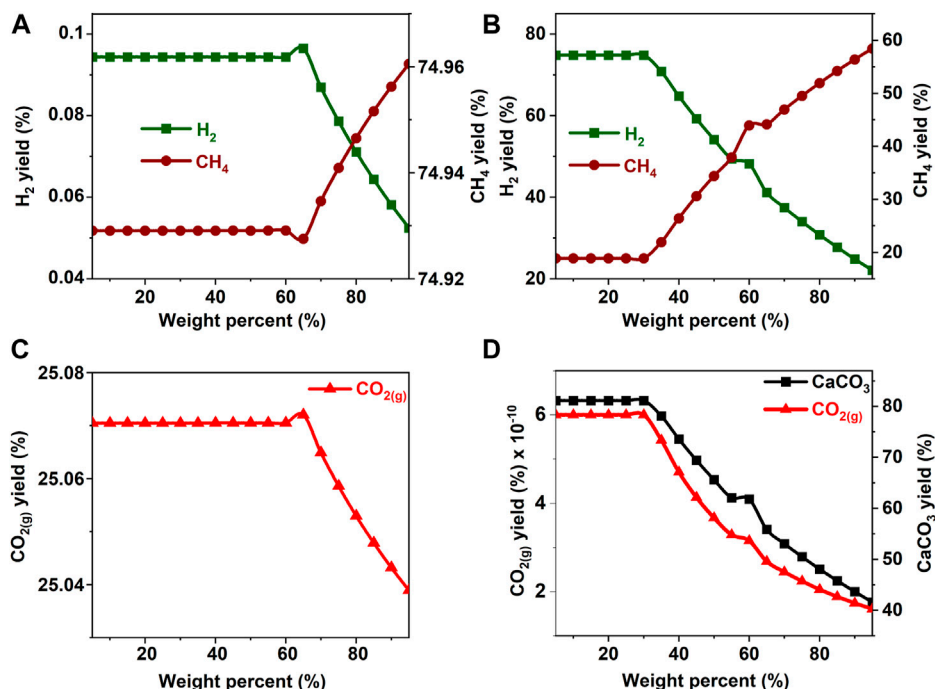 A
B
0.1
0.08
0.06
0.04
H2 yield (%)
H2
CH4
74.96
74.94
74.92
CH4 yield (%)
20 40 60 80
Weight percent (%)
80
60
40
20
H2 yield (%)
H2
CH4
60
50
40
30
20
CH4 yield (%)
20 40 60 80
Weight percent (%)
C
D
25.08
25.06
25.04
CO2(g) yield (%)
CO2(g)
20 40 60 80
Weight percent (%)
6
4
2
CO2(g) yield (%) x 10-10
CaCO3
CO2(g)
80
70
60
50
40
CaCO3 yield (%)
20 40 60 80
Weight percent (%)